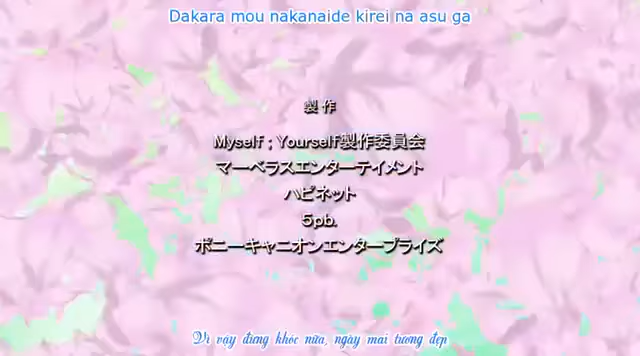 Dakara mou nakanaide kirei na asu ga
製 作
Myself ; Yourself製作委員会
マーベラスエンターテイメント
ハピネット
5pb.
ポニーキャニオンエンタープライズ
Vì vậy đừng khóc nữa, ngày mai tương đẹp